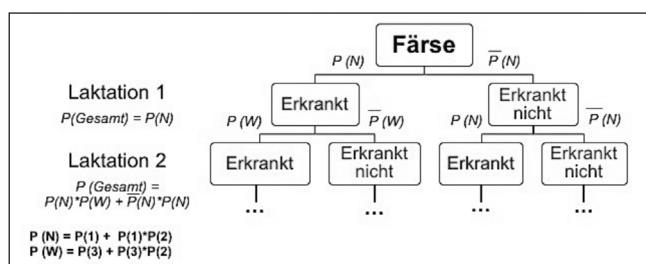 Färse
P (N)
P̅ (N)
Laktation 1
P(Gesamt) = P(N)
Erkrankt
Erkrankt
nicht
P (W)
P̅ (W)
P (N)
P̅ (N)
Laktation 2
P (Gesamt) =
P(N)*P(W) + P̅(N)*P(N)
Erkrankt
Erkrankt
nicht
Erkrankt
Erkrankt
nicht
...
...
...
...
P (N) = P(1) + P(1)*P(2)
P (W) = P(3) + P(3)*P(2)